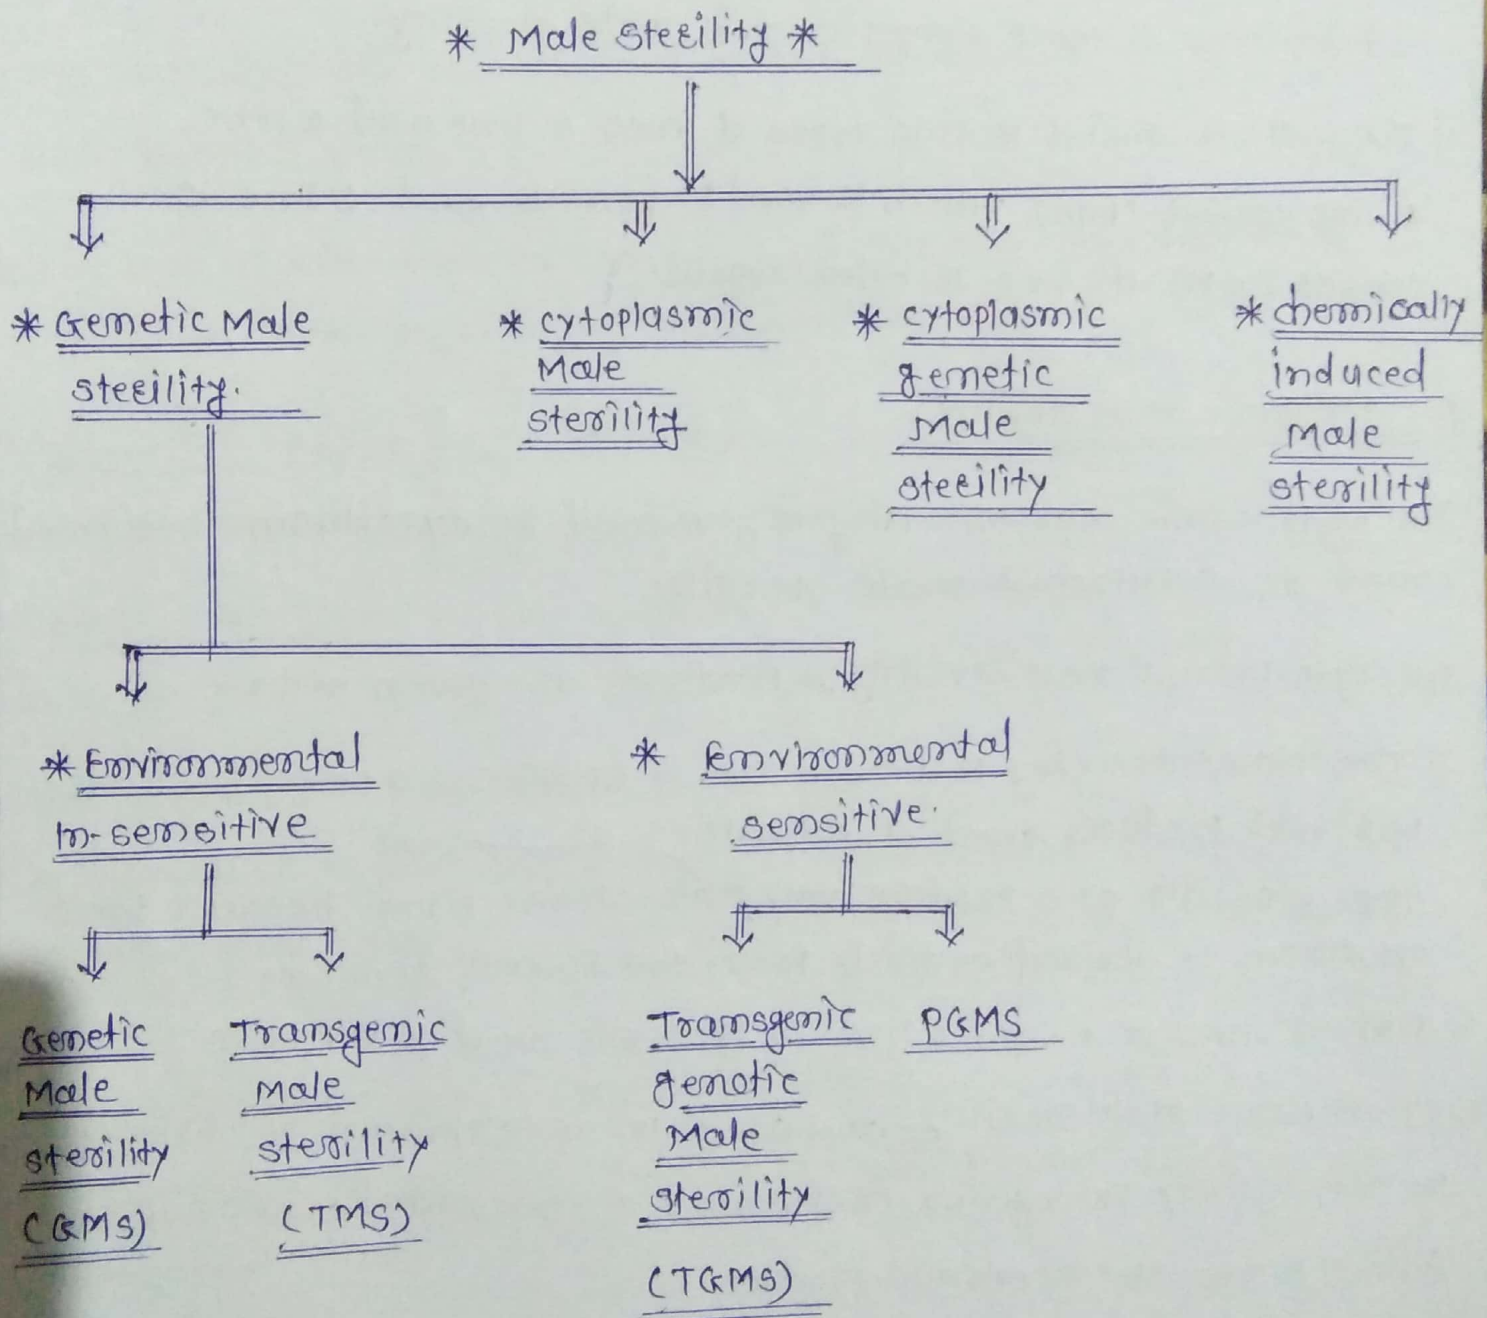 * Male Sterility *
* Genetic Male
sterility.
* cytoplasmic
Male
sterility
* cytoplasmic
genetic
Male
sterility
* chemically
induced
Male
sterility
* Environmental
In-sensitive
* Environmental
sensitive.
Genetic
Male
sterility
(GMS)
Transgenic
Male
sterility
(TMS)
Transgenic
genetic
Male
sterility
(TGMS)
PGMS